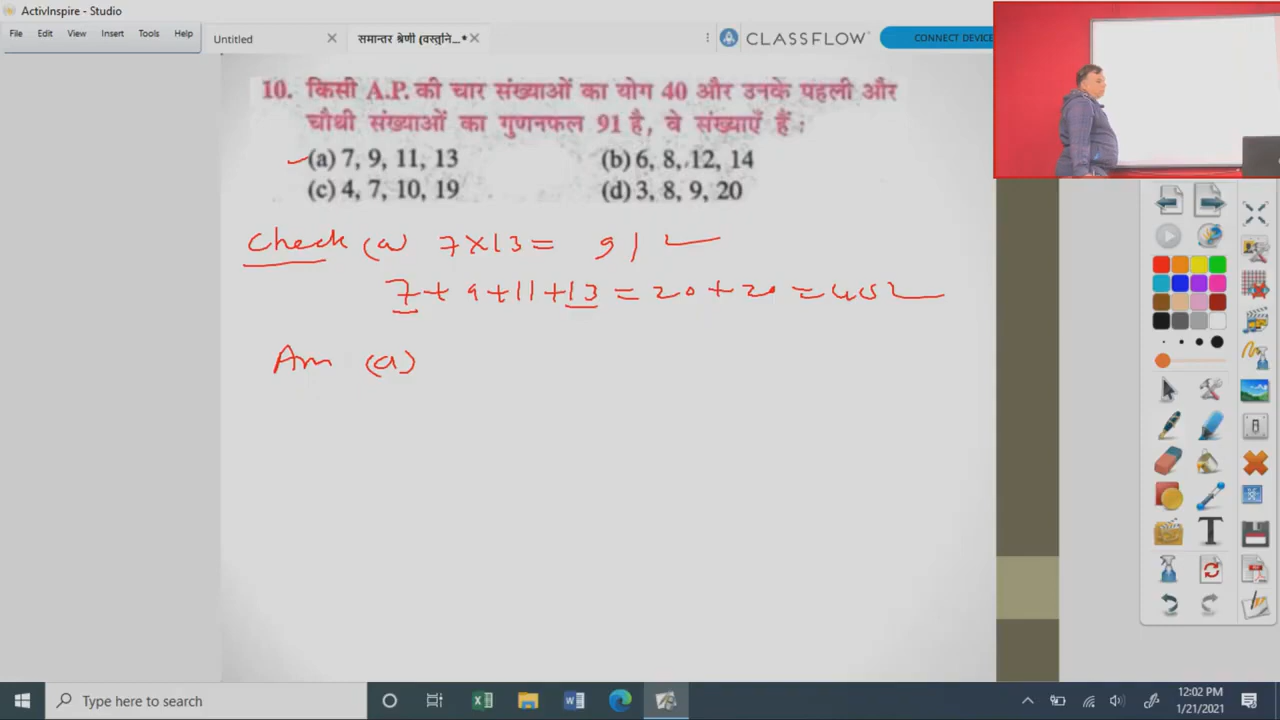 ActivInspire - Studio
File Edit View Insert Tools Help
Untitled
समान्तर श्रेणी (वस्तुनि...*
CLASSFLOW
CONNECT DEVICE
10. किसी A.P. की चार संख्याओं का योग 40 और उनके पहली और
चौथी संख्याओं का गुणनफल 91 है, वे संख्याएँ हैं :
(a) 7, 9, 11, 13 (b) 6, 8, 12, 14
(c) 4, 7, 10, 19 (d) 3, 8, 9, 20
Check (a) 7×13 = 91
7+9+11+13 = 20+20 = 40
Ans (a)
Type here to search
12:02 PM
1/21/2021